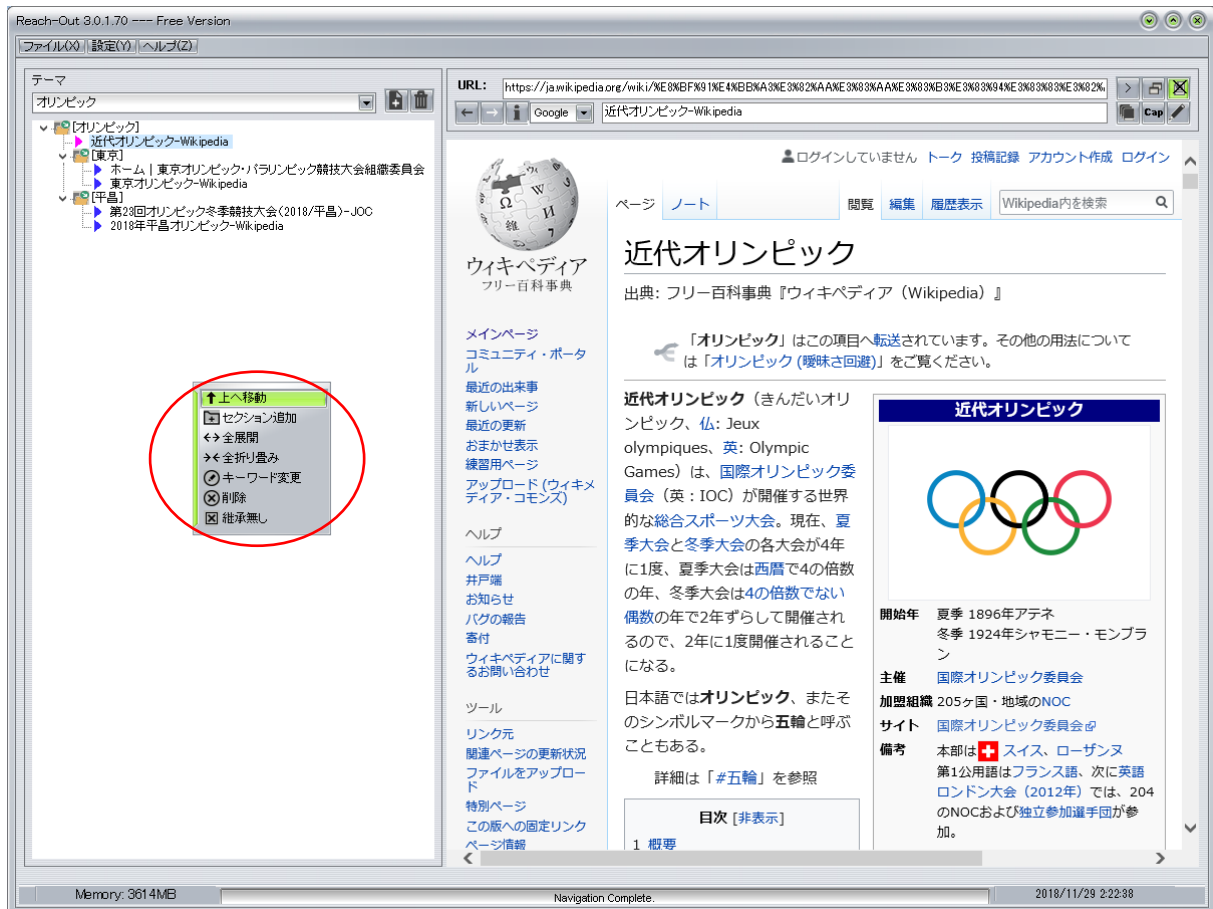 Reach-Out 3.0.1.70 --- Free Version
ファイル(X) 設定(Y) ヘルプ(Z)
テーマ
オリンピック
[オリンピック]
近代オリンピック-Wikipedia
[東京]
ホーム | 東京オリンピック・パラリンピック競技大会組織委員会
東京オリンピック-Wikipedia
[平昌]
第23回オリンピック冬季競技大会(2018/平昌)-JOC
2018年平昌オリンピック-Wikipedia
上へ移動
セクション追加
全展開
全折り畳み
キーワード変更
削除
継承無し
URL: https://ja.wikipedia.org/wiki/%E8%BF%91%E4%BB%A3%E3%82%AA%E3%83%AA%E3%83%B3%E3%83%94%E3%83%83%E3%82%
Google 近代オリンピック-Wikipedia Cap
ログインしていません トーク 投稿記録 アカウント作成 ログイン
ページ ノート 閲覧 編集 履歴表示 Wikipedia内を検索
Ω W И
維 7
ウィキペディア
フリー百科事典
メインページ
コミュニティ・ポータ
ル
最近の出来事
新しいページ
最近の更新
おまかせ表示
練習用ページ
アップロード (ウィキメ
ディア・コモンズ)
ヘルプ
ヘルプ
井戸端
お知らせ
バグの報告
寄付
ウィキペディアに関す
るお問い合わせ
ツール
リンク元
関連ページの更新状況
ファイルをアップロー
ド
特別ページ
この版への固定リンク
ページ情報
近代オリンピック
出典: フリー百科事典『ウィキペディア（Wikipedia）』
「オリンピック」はこの項目へ転送されています。その他の用法について
は「オリンピック (曖昧さ回避)」をご覧ください。
近代オリンピック（きんだいオリ
ンピック、仏: Jeux
olympiques、英: Olympic
Games）は、国際オリンピック委
員会（英：IOC）が開催する世界
的な総合スポーツ大会。現在、夏
季大会と冬季大会の各大会が4年
に1度、夏季大会は西暦で4の倍数
の年、冬季大会は4の倍数でない
偶数の年で2年ずらして開催され
るので、2年に1度開催されること
になる。
日本語ではオリンピック、またそ
のシンボルマークから五輪と呼ぶ
こともある。
詳細は「#五輪」を参照
目次 [非表示]
1 概要
近代オリンピック
開始年 夏季 1896年アテネ
冬季 1924年シャモニー・モンブラ
ン
主催 国際オリンピック委員会
加盟組織 205ヶ国・地域のNOC
サイト 国際オリンピック委員会
備考 本部は スイス、ローザンヌ
第1公用語はフランス語、次に英語
ロンドン大会（2012年）では、204
のNOCおよび独立参加選手団が参
加。
Memory: 3614MB Navigation Complete. 2018/11/29 2:22:38